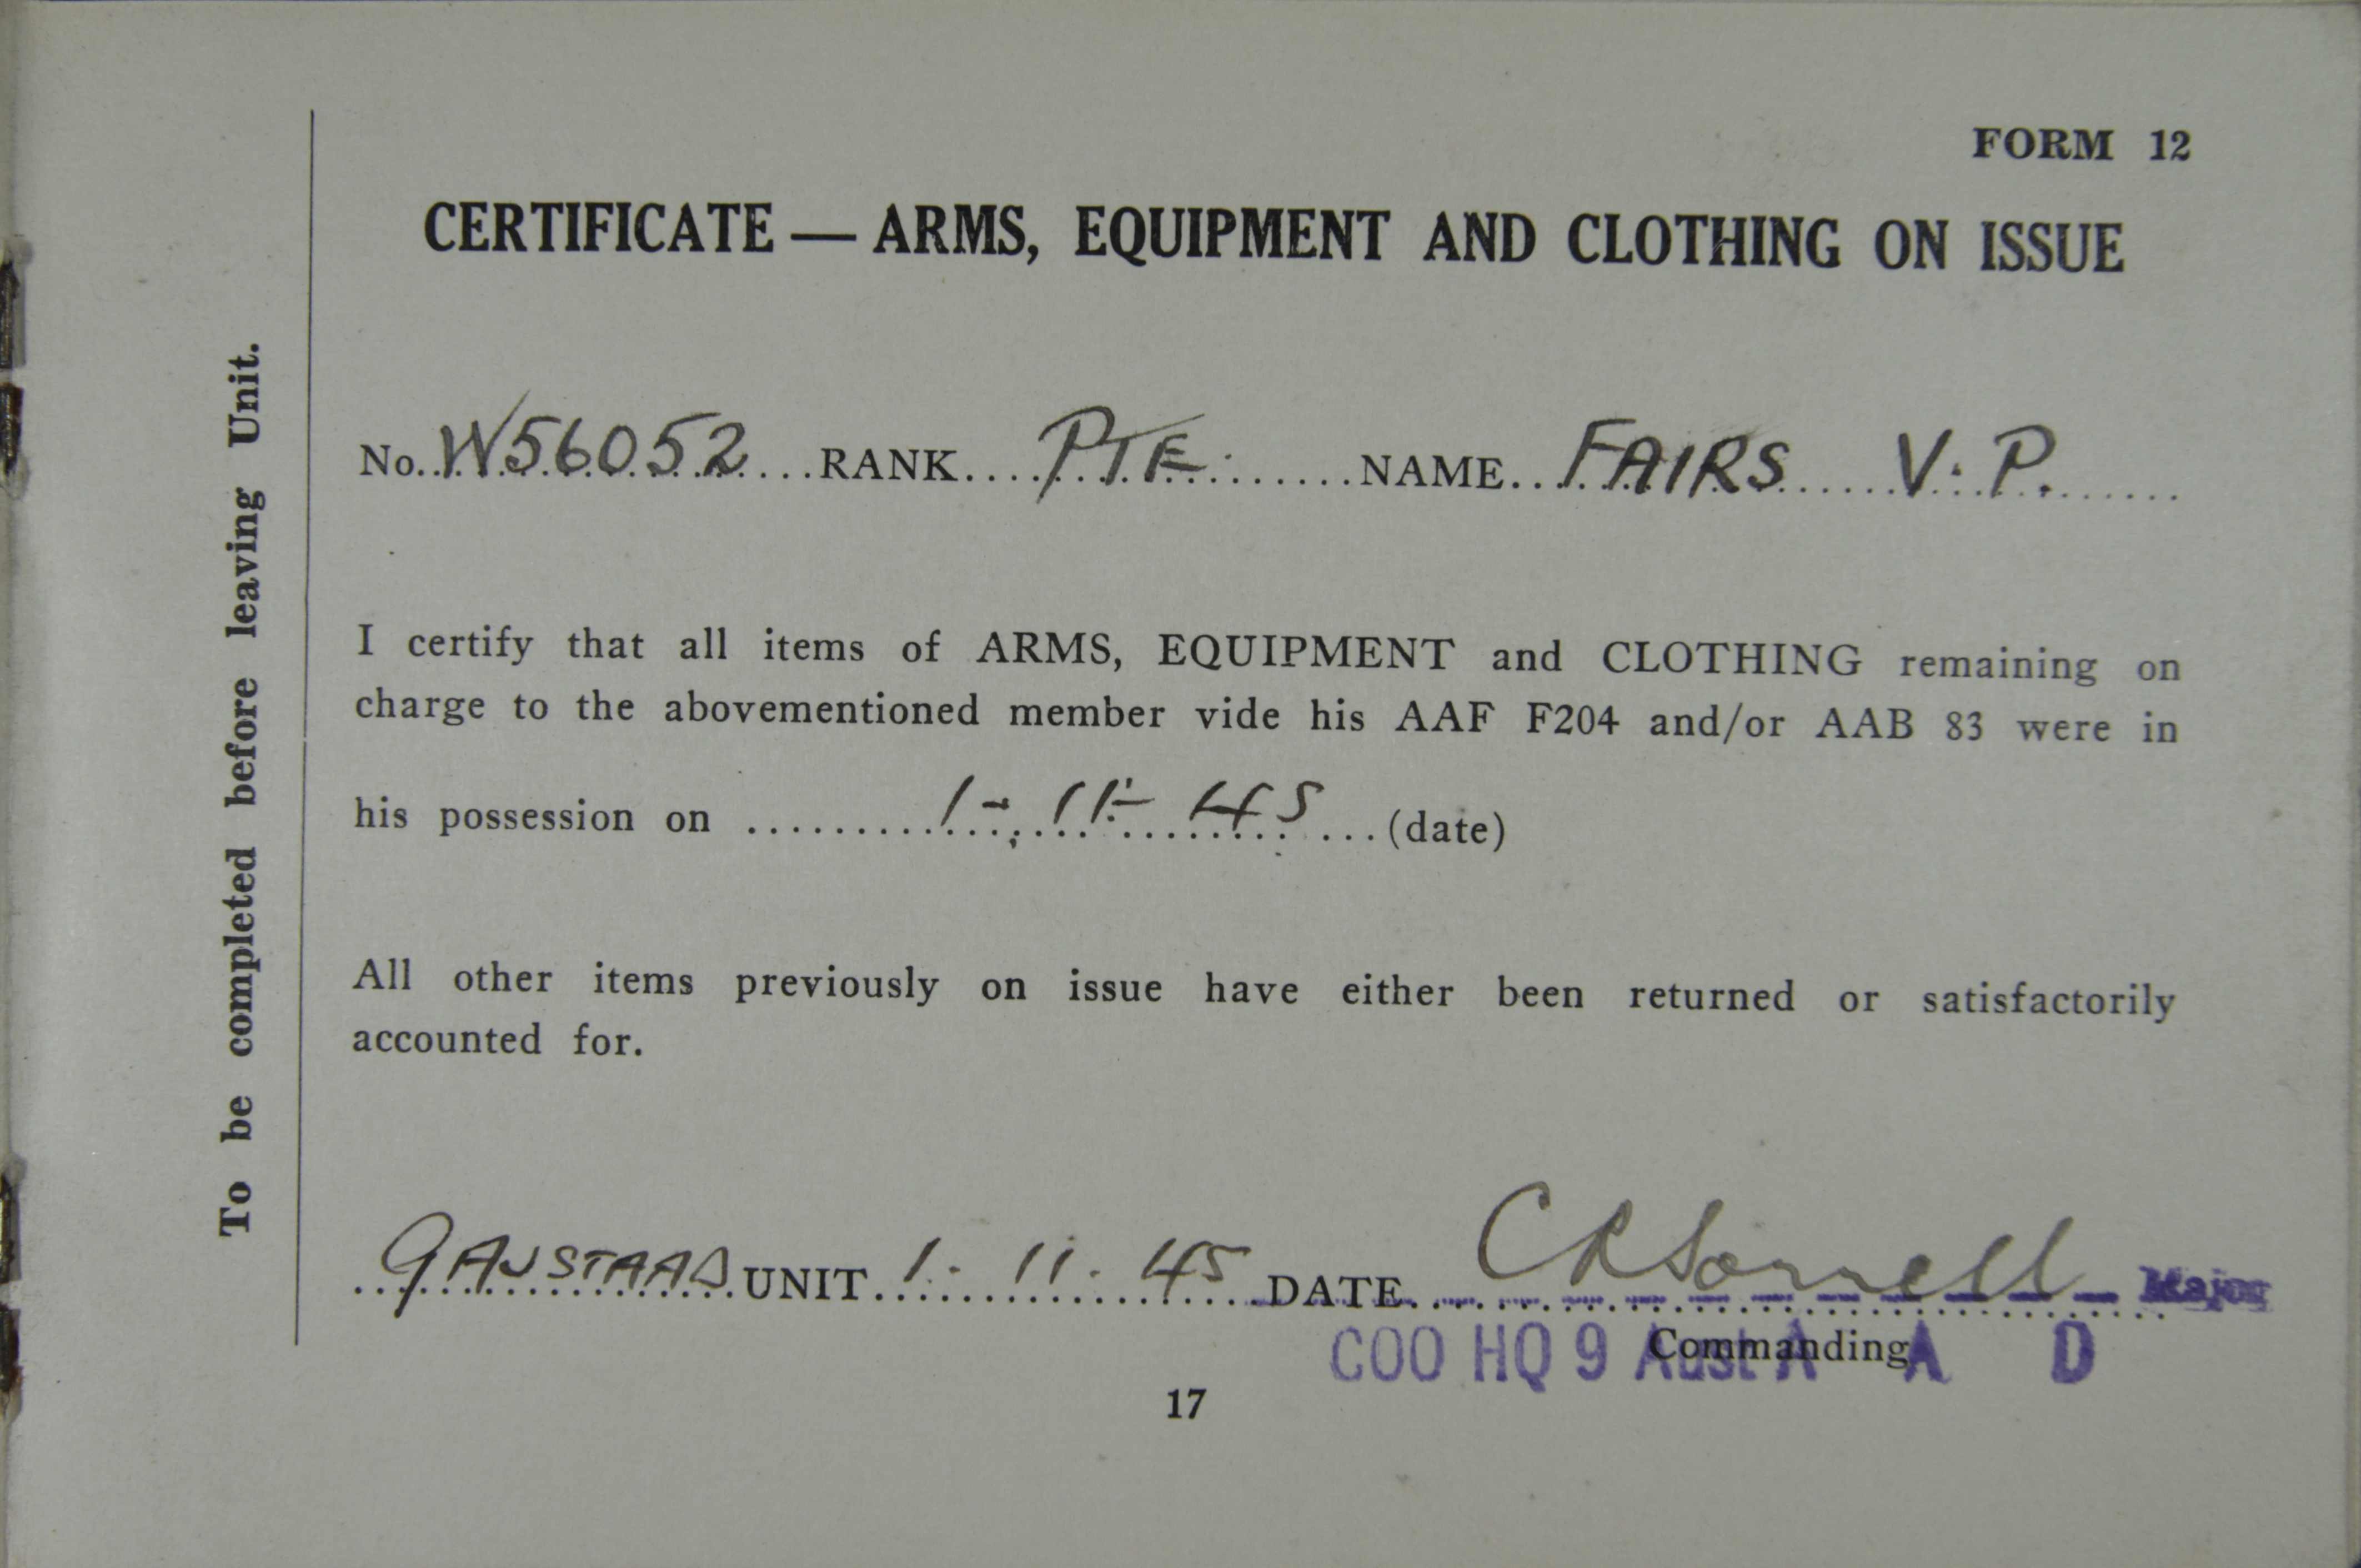 FORM 12
CERTIFICATE — ARMS, EQUIPMENT AND CLOTHING ON ISSUE
To be completed before leaving Unit.
No. W56052 RANK PTE. NAME FAIRS V. P.
I certify that all items of ARMS, EQUIPMENT and CLOTHING remaining on
charge to the abovementioned member vide his AAF F204 and/or AAB 83 were in
his possession on 1-11-45 (date)
All other items previously on issue have either been returned or satisfactorily
accounted for.
9 AUSTAAD UNIT 1. 11. 45 DATE CR Sorrell Major
Commanding
COO HQ 9 Aust A A D
17